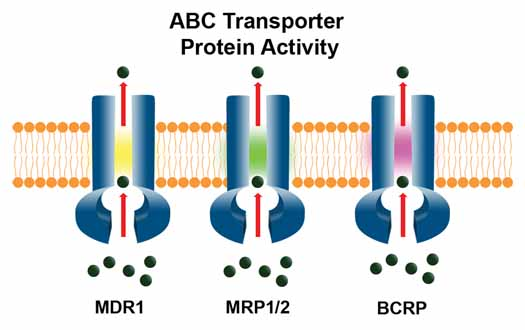 ABC Transporter
Protein Activity
MDR1
MRP1/2
BCRP